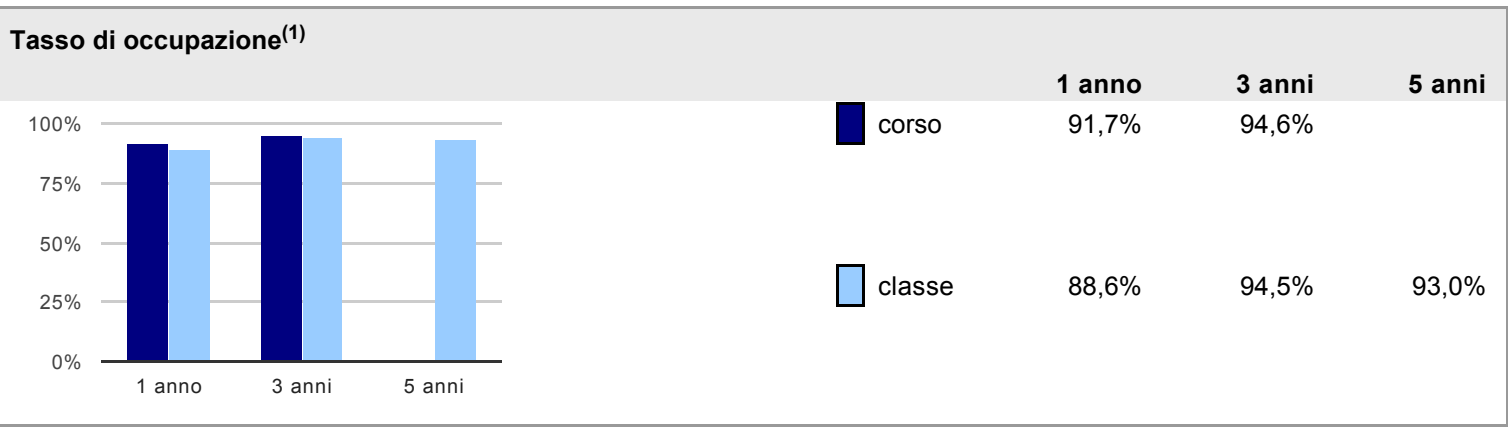 Tasso di occupazione(1)
1 anno 3 anni 5 anni
100%
75%
50%
25%
0%
1 anno 3 anni 5 anni
corso 91,7% 94,6%
classe 88,6% 94,5% 93,0%